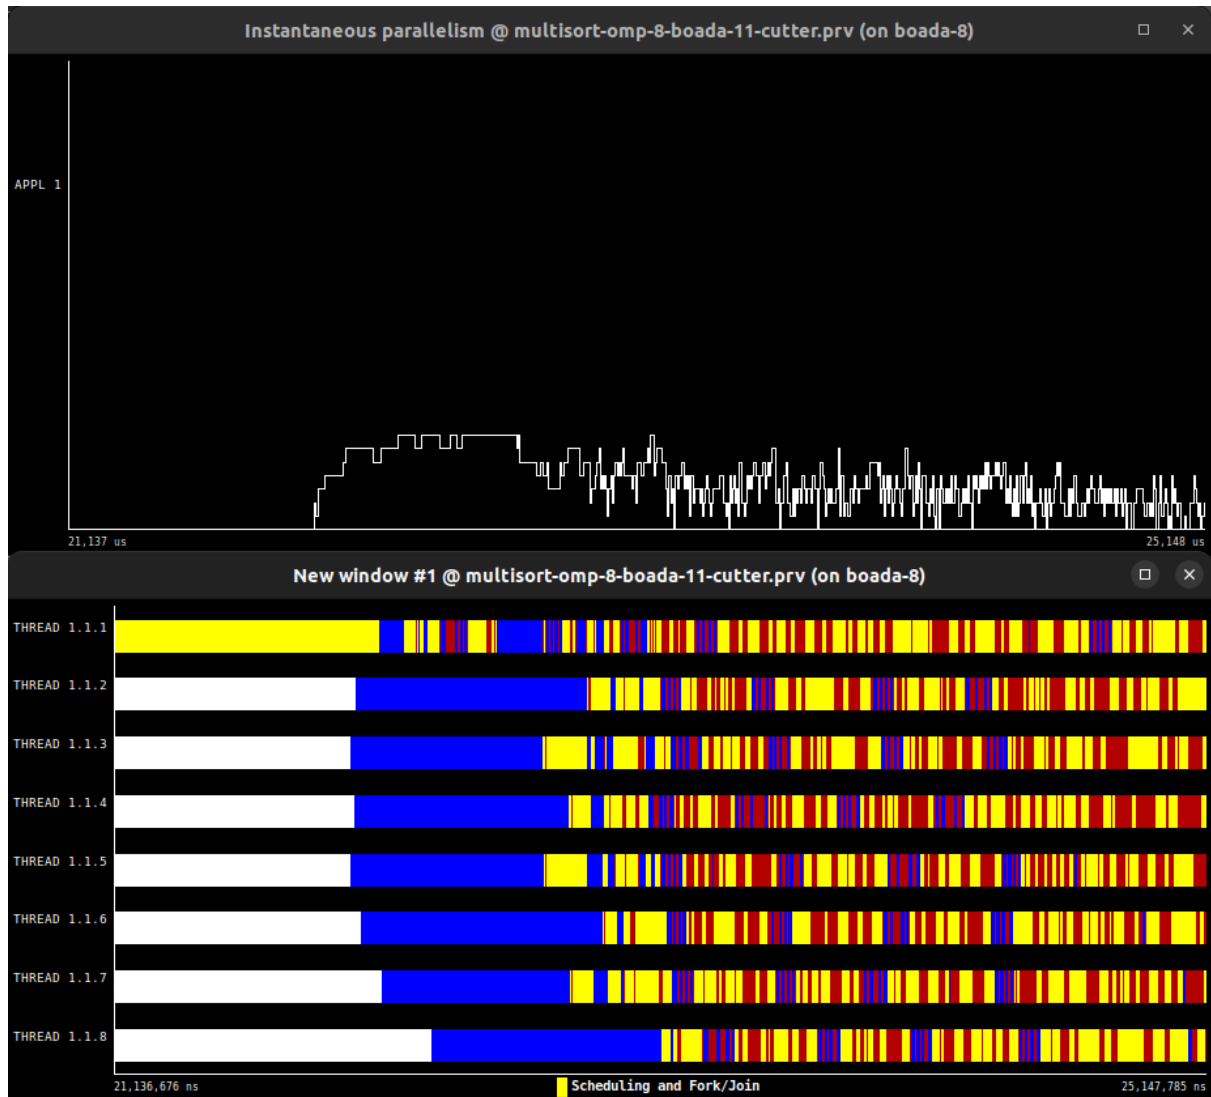 Instantaneous parallelism @ multisort-omp-8-boada-11-cutter.prv (on boada-8)
APPL 1
21,137 us
25,148 us
New window #1 @ multisort-omp-8-boada-11-cutter.prv (on boada-8)
THREAD 1.1.1
THREAD 1.1.2
THREAD 1.1.3
THREAD 1.1.4
THREAD 1.1.5
THREAD 1.1.6
THREAD 1.1.7
THREAD 1.1.8
21,136,676 ns
Scheduling and Fork/Join
25,147,785 ns